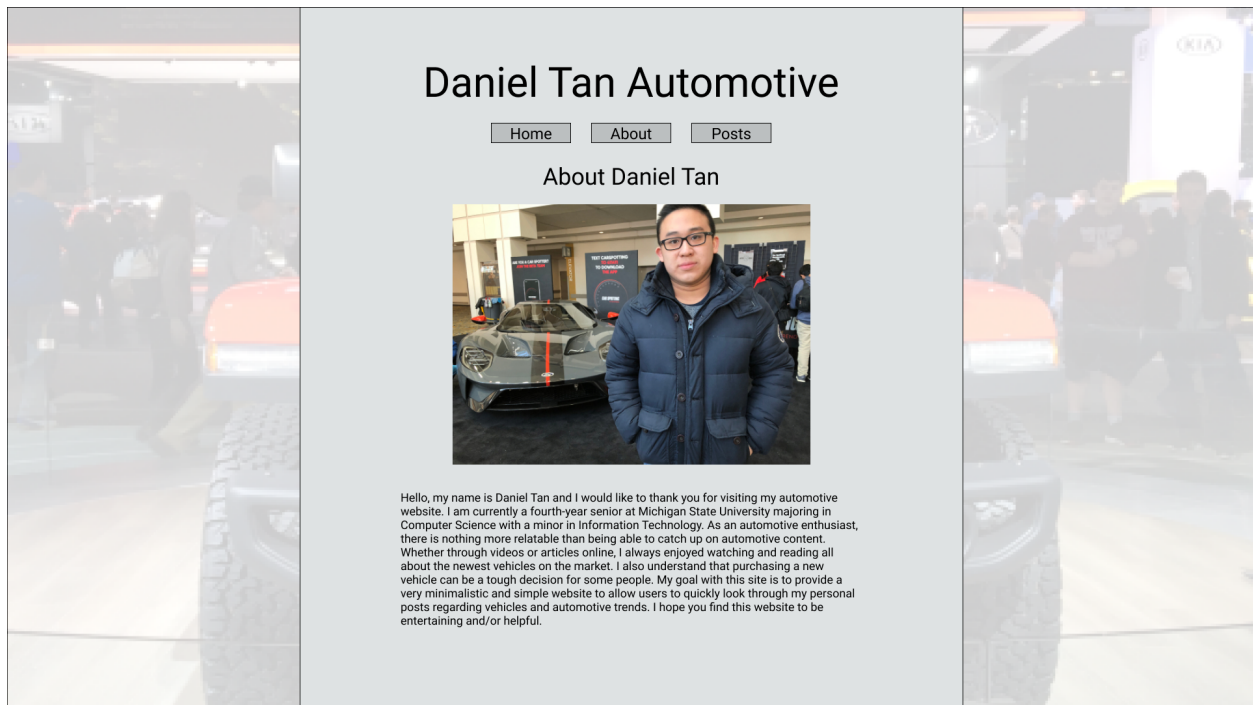 KIA
Daniel Tan Automotive
Home
About
Posts
About Daniel Tan
TEST CARSPOTTING
TO DOWNLOAD
Hello, my name is Daniel Tan and I would like to thank you for visiting my automotive
website. I am currently a fourth-year senior at Michigan State University majoring in
Computer Science with a minor in Information Technology. As an automotive enthusiast,
there is nothing more relatable than being able to catch up on automotive content.
Whether through videos or articles online, I always enjoyed watching and reading all
about the newest vehicles on the market. I also understand that purchasing a new
vehicle can be a tough decision for some people. My goal with this site is to provide a
very minimalistic and simple website to allow users to quickly look through my personal
posts regarding vehicles and automotive trends. I hope you find this website to be
entertaining and/or helpful.